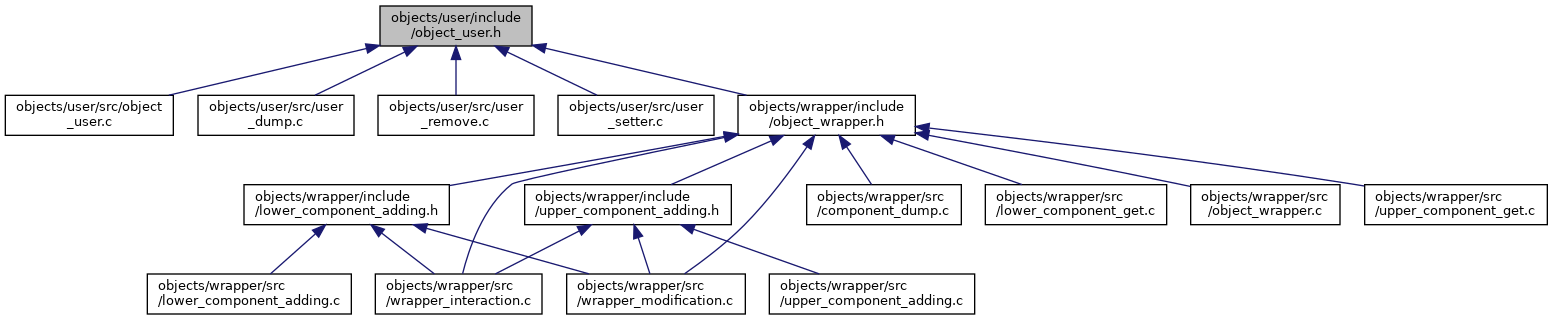 objects/user/include
/object_user.h
objects/user/src/object
_user.c
objects/user/src/user
_dump.c
objects/user/src/user
_remove.c
objects/user/src/user
_setter.c
objects/wrapper/include
/object_wrapper.h
objects/wrapper/include
/lower_component_adding.h
objects/wrapper/include
/upper_component_adding.h
objects/wrapper/src
/component_dump.c
objects/wrapper/src
/lower_component_get.c
objects/wrapper/src
/object_wrapper.c
objects/wrapper/src
/upper_component_get.c
objects/wrapper/src
/lower_component_adding.c
objects/wrapper/src
/wrapper_interaction.c
objects/wrapper/src
/wrapper_modification.c
objects/wrapper/src
/upper_component_adding.c